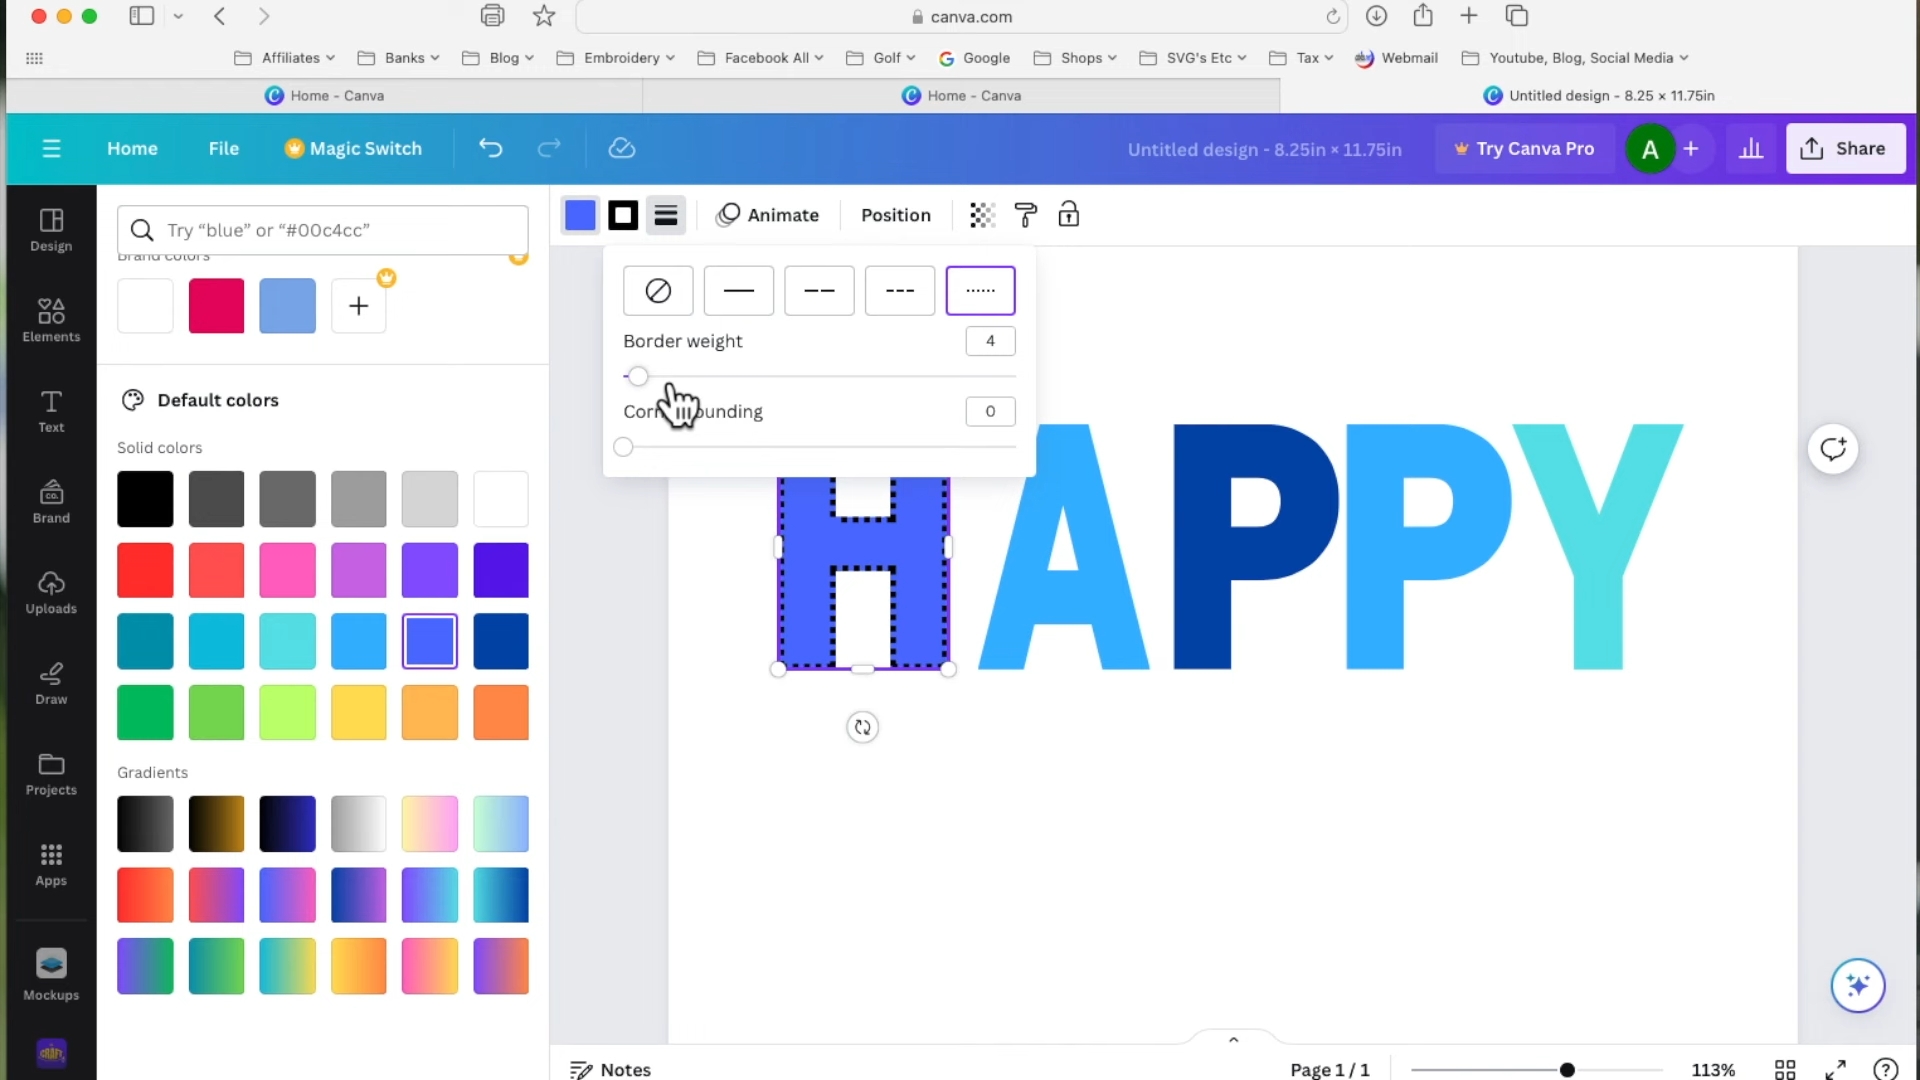 canva.com
Affiliates
Banks
Blog
Embroidery
Facebook All
Golf
Google
Shops
SVG's Etc
Tax
Webmail
Youtube, Blog, Social Media
Home - Canva
Home - Canva
Untitled design - 8.25 × 11.75in
Home
File
Magic Switch
Untitled design - 8.25in × 11.75in
Try Canva Pro
A
Share
Design
Elements
Text
Brand
Uploads
Draw
Projects
Apps
Mockups
CRAFT
Try “blue” or “#00c4cc”
Brand colors
Default colors
Solid colors
Gradients
Animate
Position
Border weight
4
0
HAPPY
Notes
Page 1 / 1
113%